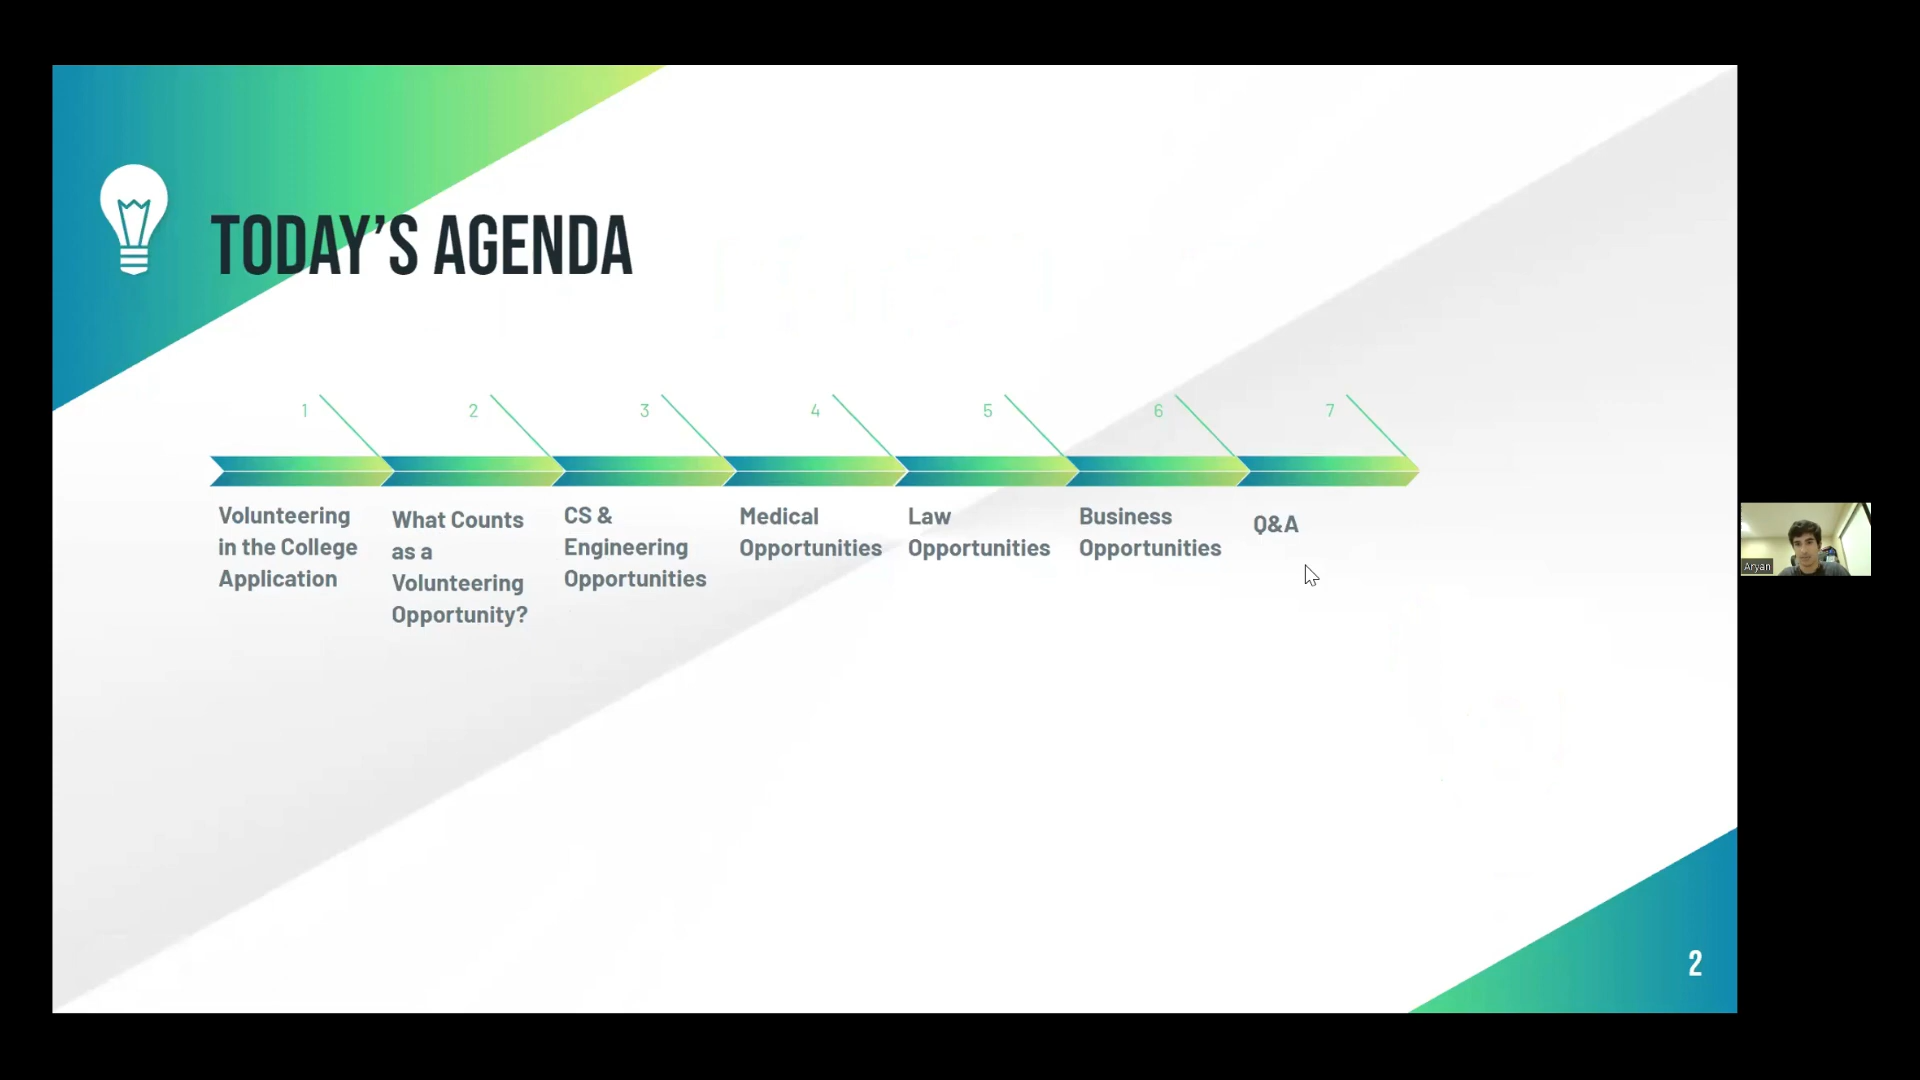 TODAY'S AGENDA
1 2 3 4 5 6 7
Volunteering
in the College
Application
What Counts
as a
Volunteering
Opportunity?
CS &
Engineering
Opportunities
Medical
Opportunities
Law
Opportunities
Business
Opportunities
Q&A
Aryan
2